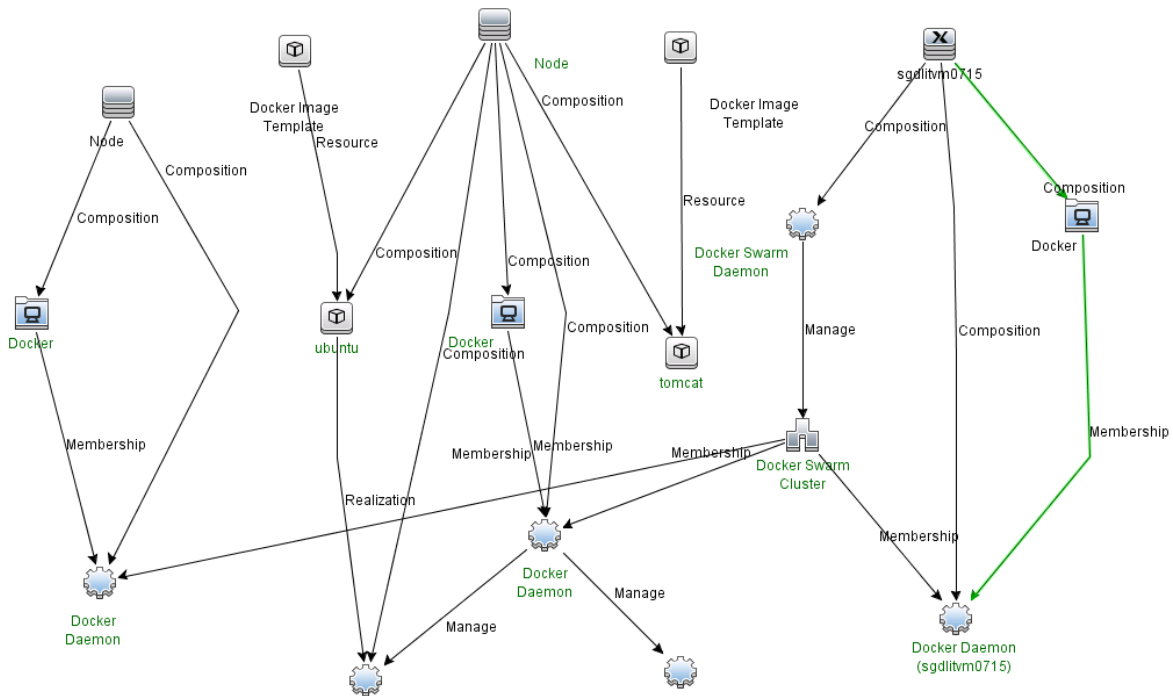 Node
sgdlitvm0715
Docker Image
Template
Docker Image
Template
Composition
Composition
Node
Resource
Composition
Composition
Composition
Composition
Resource
Docker
Docker Swarm
Daemon
Composition
Composition
Docker
ubuntu
Docker
Composition
Manage
Composition
Composition
tomcat
Membership
Membership
Membership
Membership
Membership
Docker Swarm
Cluster
Realization
Membership
Docker
Daemon
Manage
Docker
Daemon
Manage
Docker Daemon
(sgdlitvm0715)